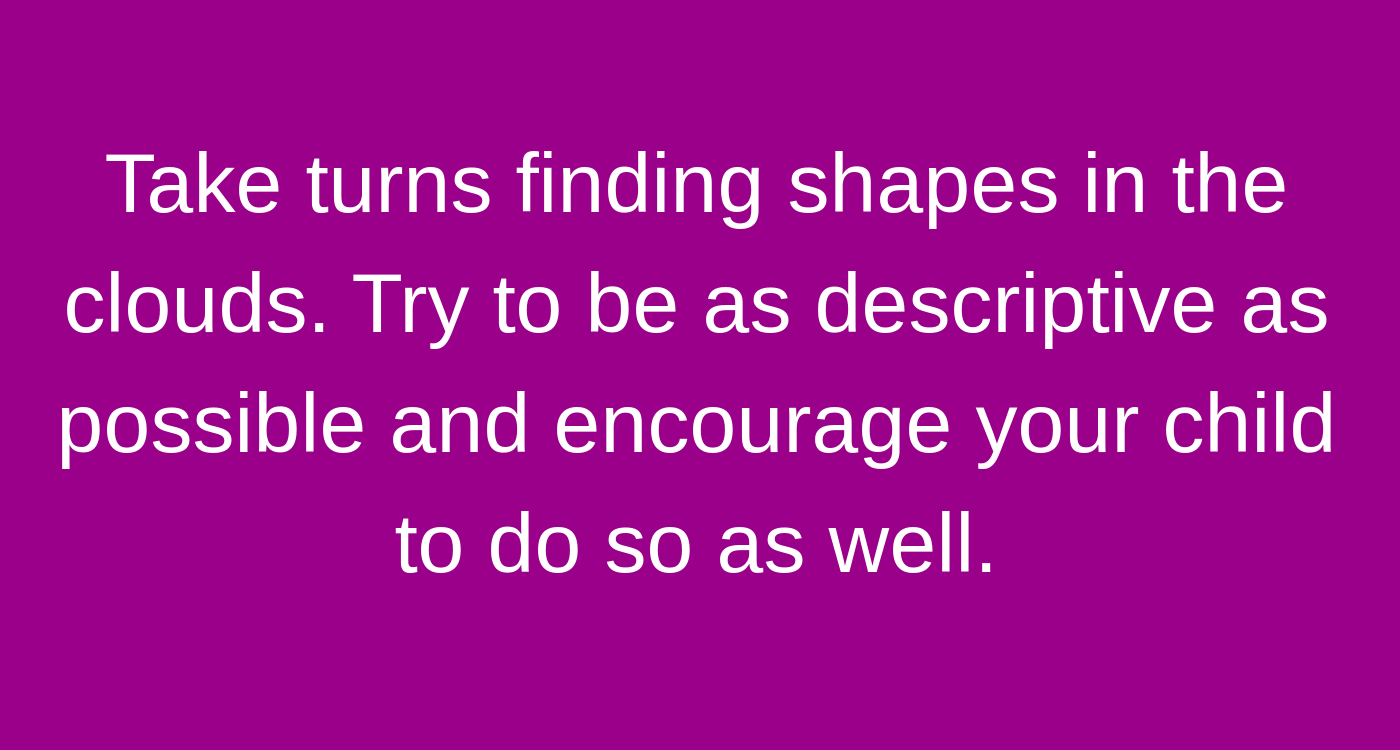 Take turns finding shapes in the
clouds. Try to be as descriptive as
possible and encourage your child
to do so as well.